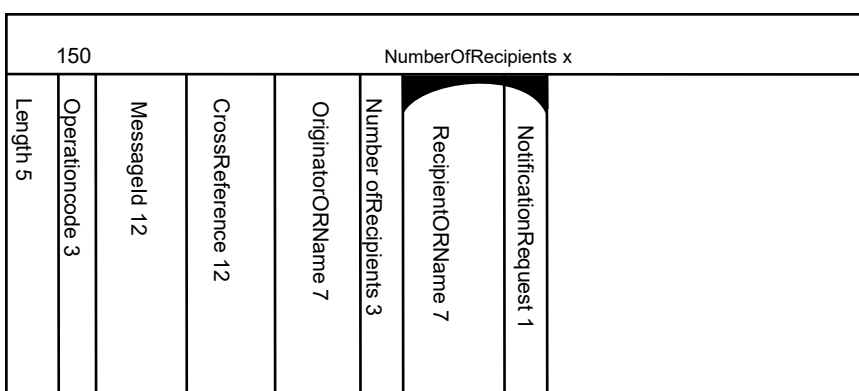 150
NumberOfRecipients x
Length 5
Operationcode 3
MessageId 12
CrossReference 12
OriginatorORName 7
Number ofRecipients 3
RecipientORName 7
NotificationRequest 1